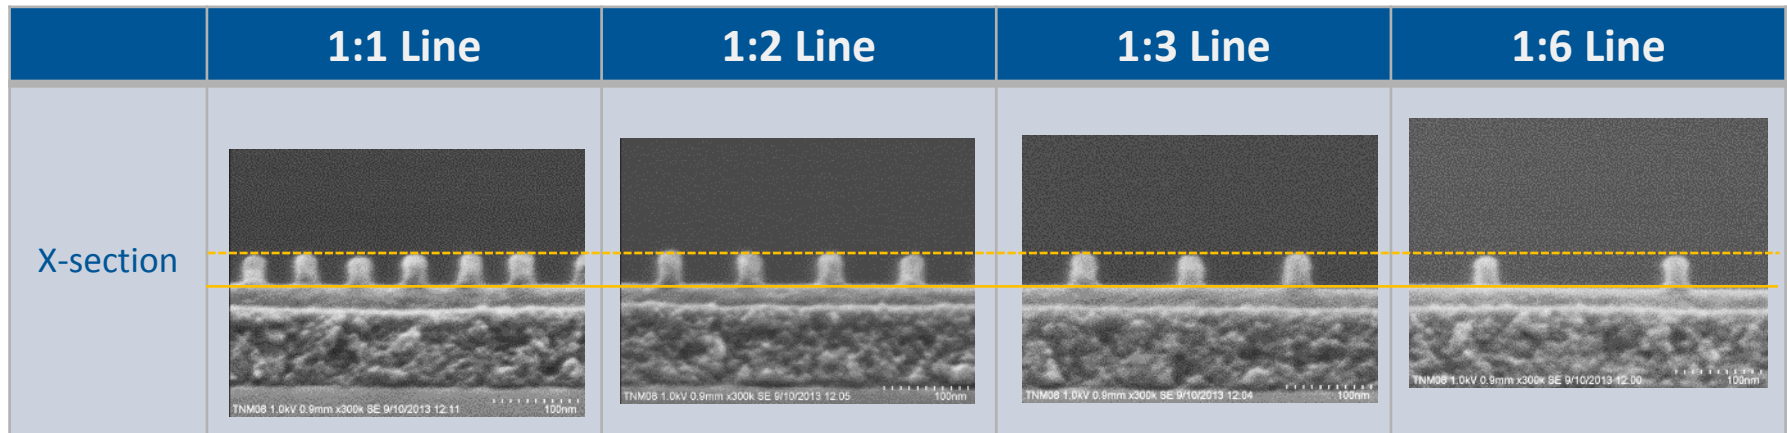 1:1 Line
1:2 Line
1:3 Line
1:6 Line
X-section
TNM08 1.0kV 0.9mm x300k SE 9/10/2013 12:11
100nm
TNM08 1.0kV 0.9mm x300k SE 9/10/2013 12:05
100nm
TNM08 1.0kV 0.9mm x300k SE 9/10/2013 12:04
100nm
TNM08 1.0kV 0.9mm x300k SE 9/10/2013 12:00
100nm